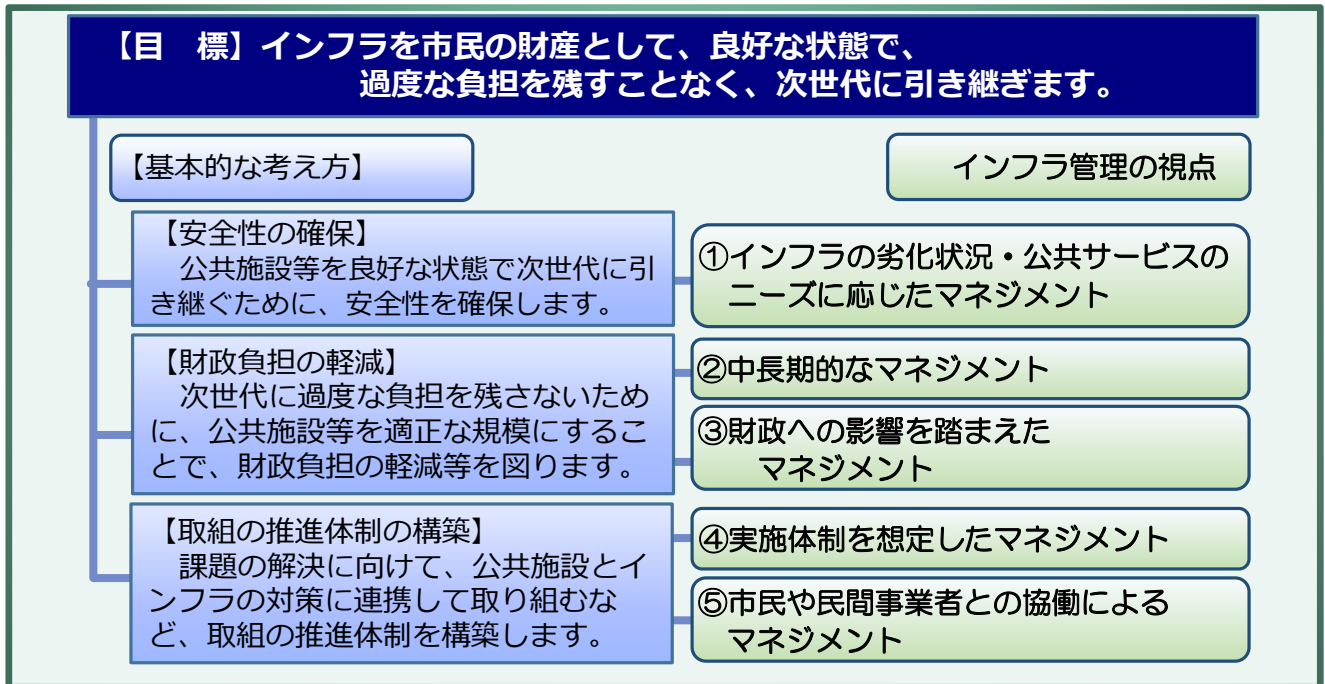 【目　標】インフラを市民の財産として、良好な状態で、
過度な負担を残すことなく、次世代に引き継ぎます。
【基本的な考え方】
インフラ管理の視点
【安全性の確保】
公共施設等を良好な状態で次世代に引
き継ぐために、安全性を確保します。
①インフラの劣化状況・公共サービスの
ニーズに応じたマネジメント
【財政負担の軽減】
次世代に過度な負担を残さないため
に、公共施設等を適正な規模にするこ
とで、財政負担の軽減等を図ります。
②中長期的なマネジメント
③財政への影響を踏まえた
マネジメント
【取組の推進体制の構築】
課題の解決に向けて、公共施設とイ
ンフラの対策に連携して取り組むな
ど、取組の推進体制を構築します。
④実施体制を想定したマネジメント
⑤市民や民間事業者との協働による
マネジメント